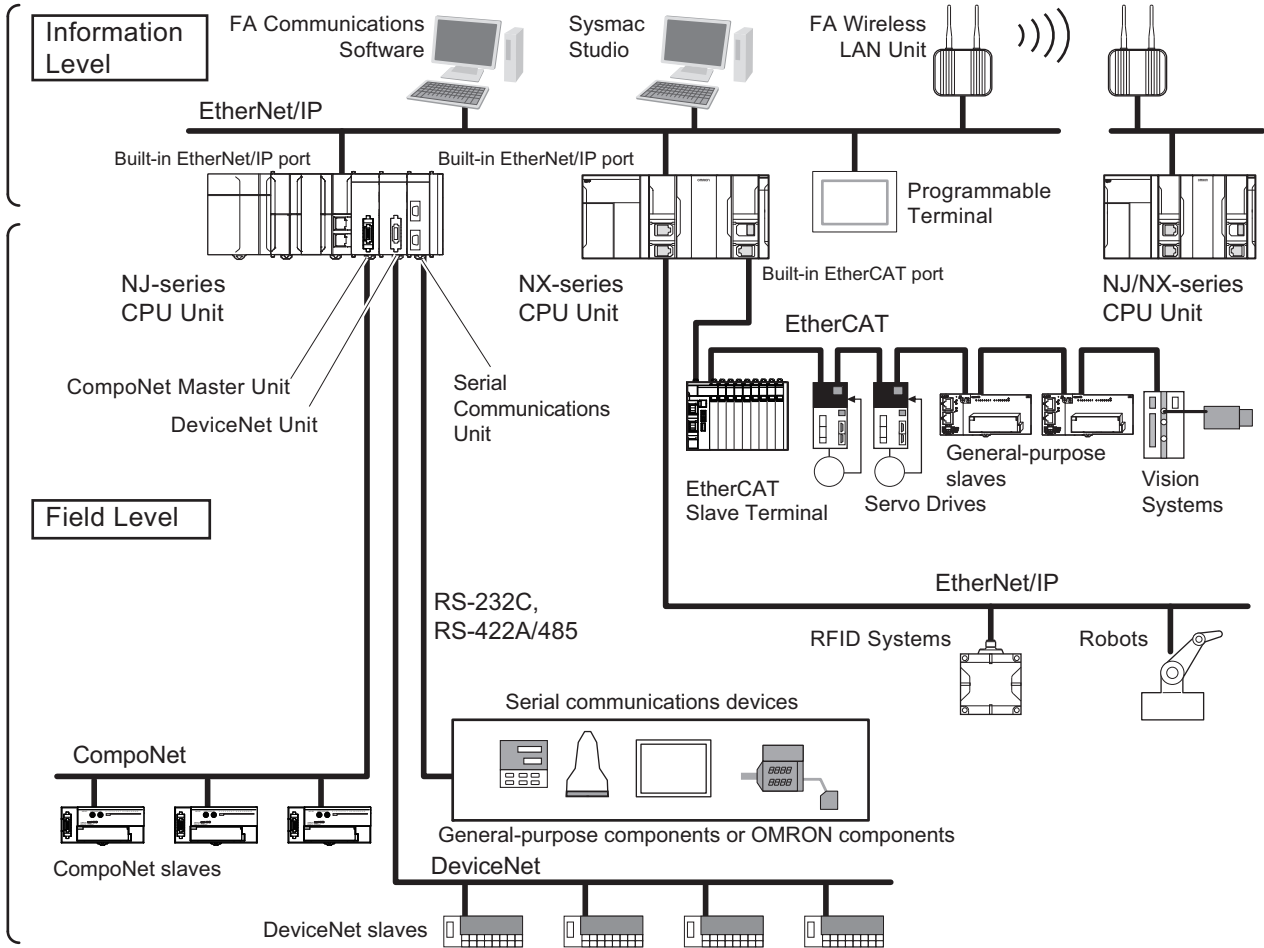 Information
Level
FA Communications
Software
Sysmac
Studio
FA Wireless
LAN Unit
EtherNet/IP
Built-in EtherNet/IP port
Built-in EtherNet/IP port
Programmable
Terminal
Built-in EtherCAT port
NJ-series
CPU Unit
NX-series
CPU Unit
NJ/NX-series
CPU Unit
EtherCAT
CompoNet Master Unit
DeviceNet Unit
Serial
Communications
Unit
EtherCAT
Slave Terminal
Servo Drives
General-purpose
slaves
Vision
Systems
Field Level
EtherNet/IP
RS-232C,
RS-422A/485
RFID Systems
Robots
Serial communications devices
8888
8888
General-purpose components or OMRON components
CompoNet
CompoNet slaves
DeviceNet
DeviceNet slaves